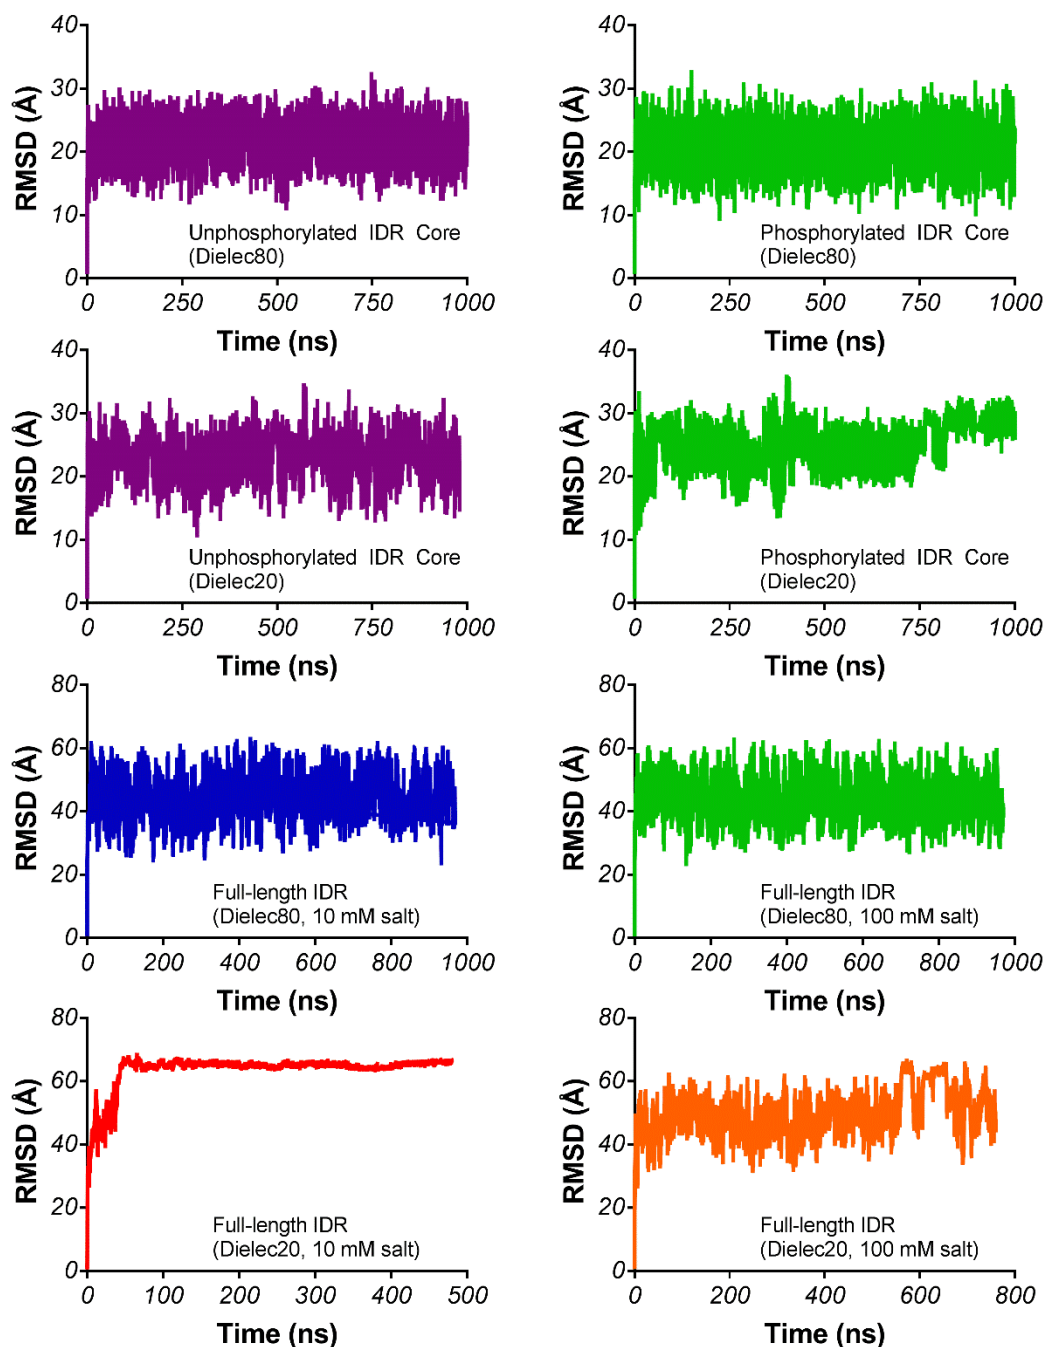 40
30
20
10
0
RMSD (Å)
Unphosphorylated IDR Core
(Dielec80)
0 250 500 750 1000
Time (ns)
40
30
20
10
0
RMSD (Å)
Phosphorylated IDR Core
(Dielec80)
0 250 500 750 1000
Time (ns)
40
30
20
10
0
RMSD (Å)
Unphosphorylated IDR Core
(Dielec20)
0 250 500 750 1000
Time (ns)
40
30
20
10
0
RMSD (Å)
Phosphorylated IDR Core
(Dielec20)
0 250 500 750 1000
Time (ns)
80
60
40
20
0
RMSD (Å)
Full-length IDR
(Dielec80, 10 mM salt)
0 200 400 600 800 1000
Time (ns)
80
60
40
20
0
RMSD (Å)
Full-length IDR
(Dielec80, 100 mM salt)
0 200 400 600 800 1000
Time (ns)
80
60
40
20
0
RMSD (Å)
Full-length IDR
(Dielec20, 10 mM salt)
0 100 200 300 400 500
Time (ns)
80
60
40
20
0
RMSD (Å)
Full-length IDR
(Dielec20, 100 mM salt)
0 200 400 600 800
Time (ns)